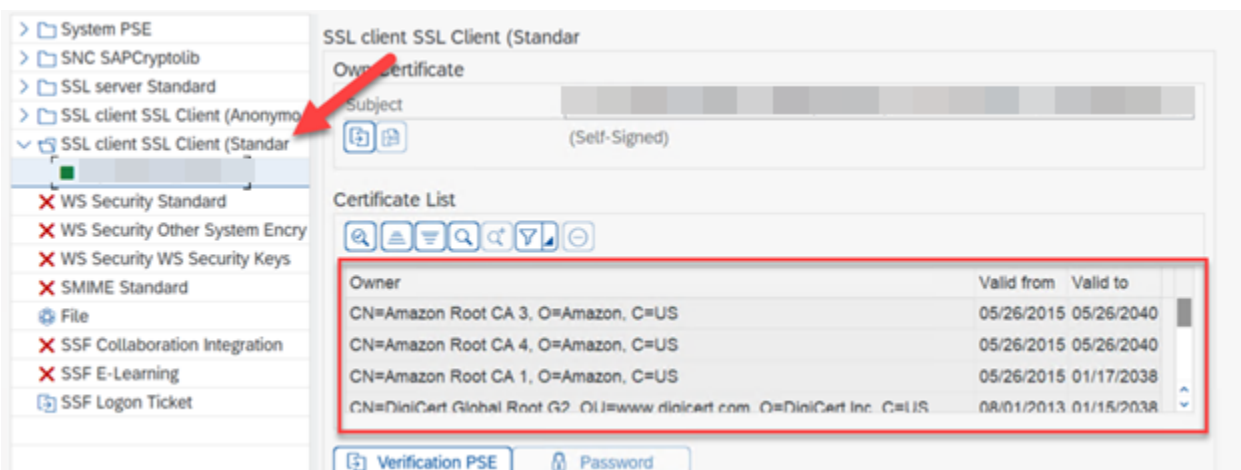 System PSE
SNC SAPCryptolib
SSL server Standard
SSL client SSL Client (Anonymo
SSL client SSL Client (Standar
WS Security Standard
WS Security Other System Encry
WS Security WS Security Keys
SMIME Standard
File
SSF Collaboration Integration
SSF E-Learning
SSF Logon Ticket
SSL client SSL Client (Standar
Own Certificate
Subject
(Self-Signed)
Certificate List
Owner Valid from Valid to
CN=Amazon Root CA 3, O=Amazon, C=US 05/26/2015 05/26/2040
CN=Amazon Root CA 4, O=Amazon, C=US 05/26/2015 05/26/2040
CN=Amazon Root CA 1, O=Amazon, C=US 05/26/2015 01/17/2038
CN=DigiCert Global Root G2, OU=www.digicert.com, O=DigiCert Inc, C=US 08/01/2013 01/15/2038
Verification PSE Password